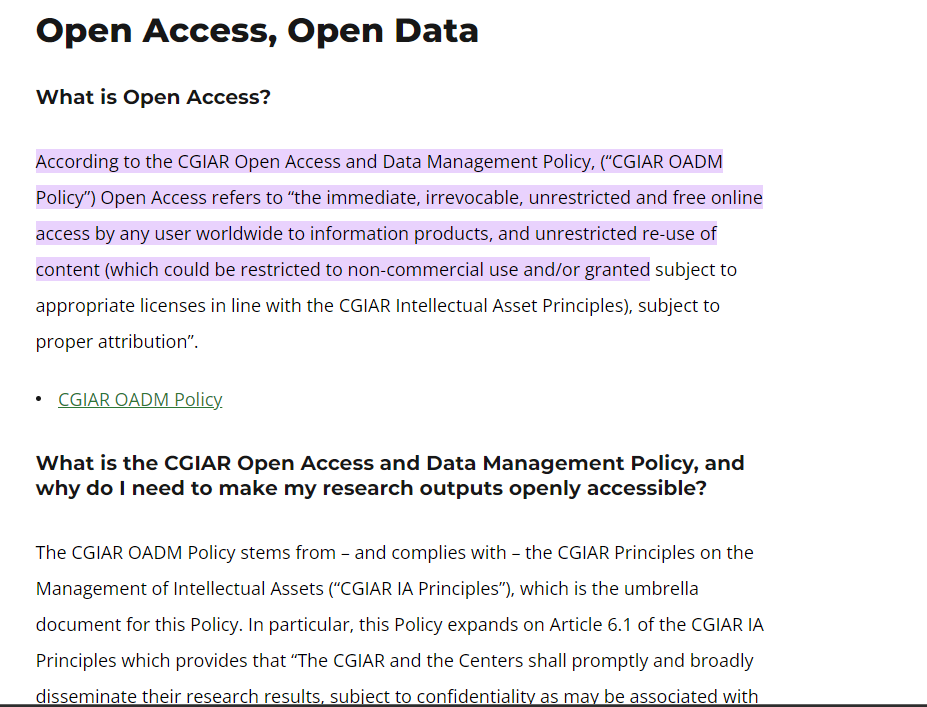 Open Access, Open Data
What is Open Access?
According to the CGIAR Open Access and Data Management Policy, (“CGIAR OADM
Policy”) Open Access refers to “the immediate, irrevocable, unrestricted and free online
access by any user worldwide to information products, and unrestricted re-use of
content (which could be restricted to non-commercial use and/or granted subject to
appropriate licenses in line with the CGIAR Intellectual Asset Principles), subject to
proper attribution”.
• CGIAR OADM Policy
What is the CGIAR Open Access and Data Management Policy, and
why do I need to make my research outputs openly accessible?
The CGIAR OADM Policy stems from – and complies with – the CGIAR Principles on the
Management of Intellectual Assets (“CGIAR IA Principles”), which is the umbrella
document for this Policy. In particular, this Policy expands on Article 6.1 of the CGIAR IA
Principles which provides that “The CGIAR and the Centers shall promptly and broadly
disseminate their research results, subject to confidentiality as may be associated with